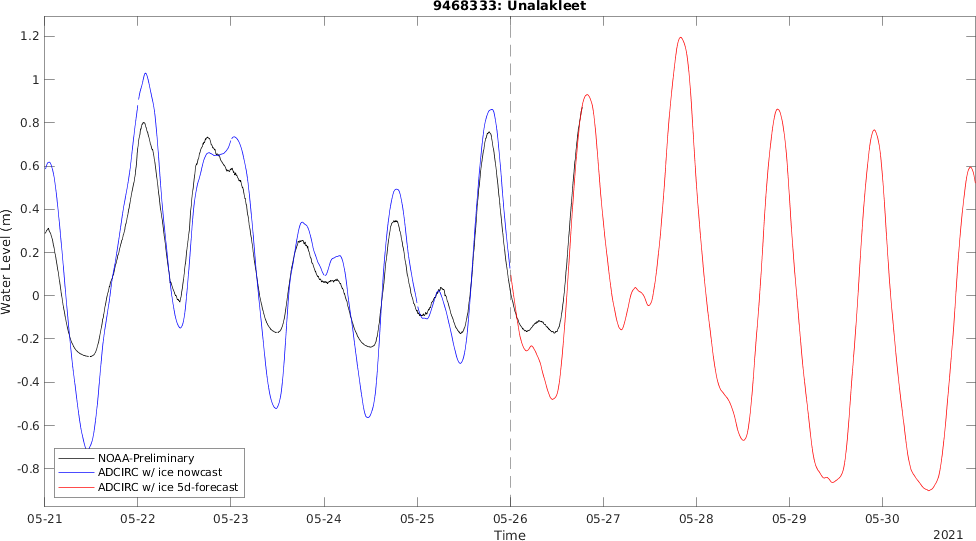 9468333: Unalakleet
1.2
1
0.8
0.6
0.4
0.2
0
-0.2
-0.4
-0.6
-0.8
Water Level (m)
NOAA-Preliminary
ADCIRC w/ ice nowcast
ADCIRC w/ ice 5d-forecast
05-21 05-22 05-23 05-24 05-25 05-26 05-27 05-28 05-29 05-30
Time
2021